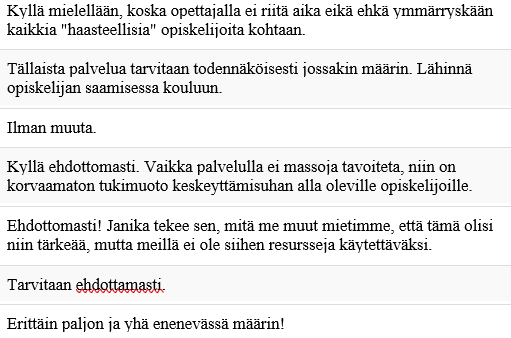 Kyllä mielellään, koska opettajalla ei riitä aika eikä ehkä ymmärryskään
kaikkia "haasteellisia" opiskelijoita kohtaan.
Tällaista palvelua tarvitaan todennäköisesti jossakin määrin. Lähinnä
opiskelijan saamisessa kouluun.
Ilman muuta.
Kyllä ehdottomasti. Vaikka palvelulla ei massoja tavoiteta, niin on
korvaamaton tukimuoto keskeyttämisuhan alla oleville opiskelijoille.
Ehdottomasti! Janika tekee sen, mitä me muut mietimme, että tämä olisi
niin tärkeää, mutta meillä ei ole siihen resursseja käytettäväksi.
Tarvitaan ehdottamasti.
Erittäin paljon ja yhä enenevässä määrin!